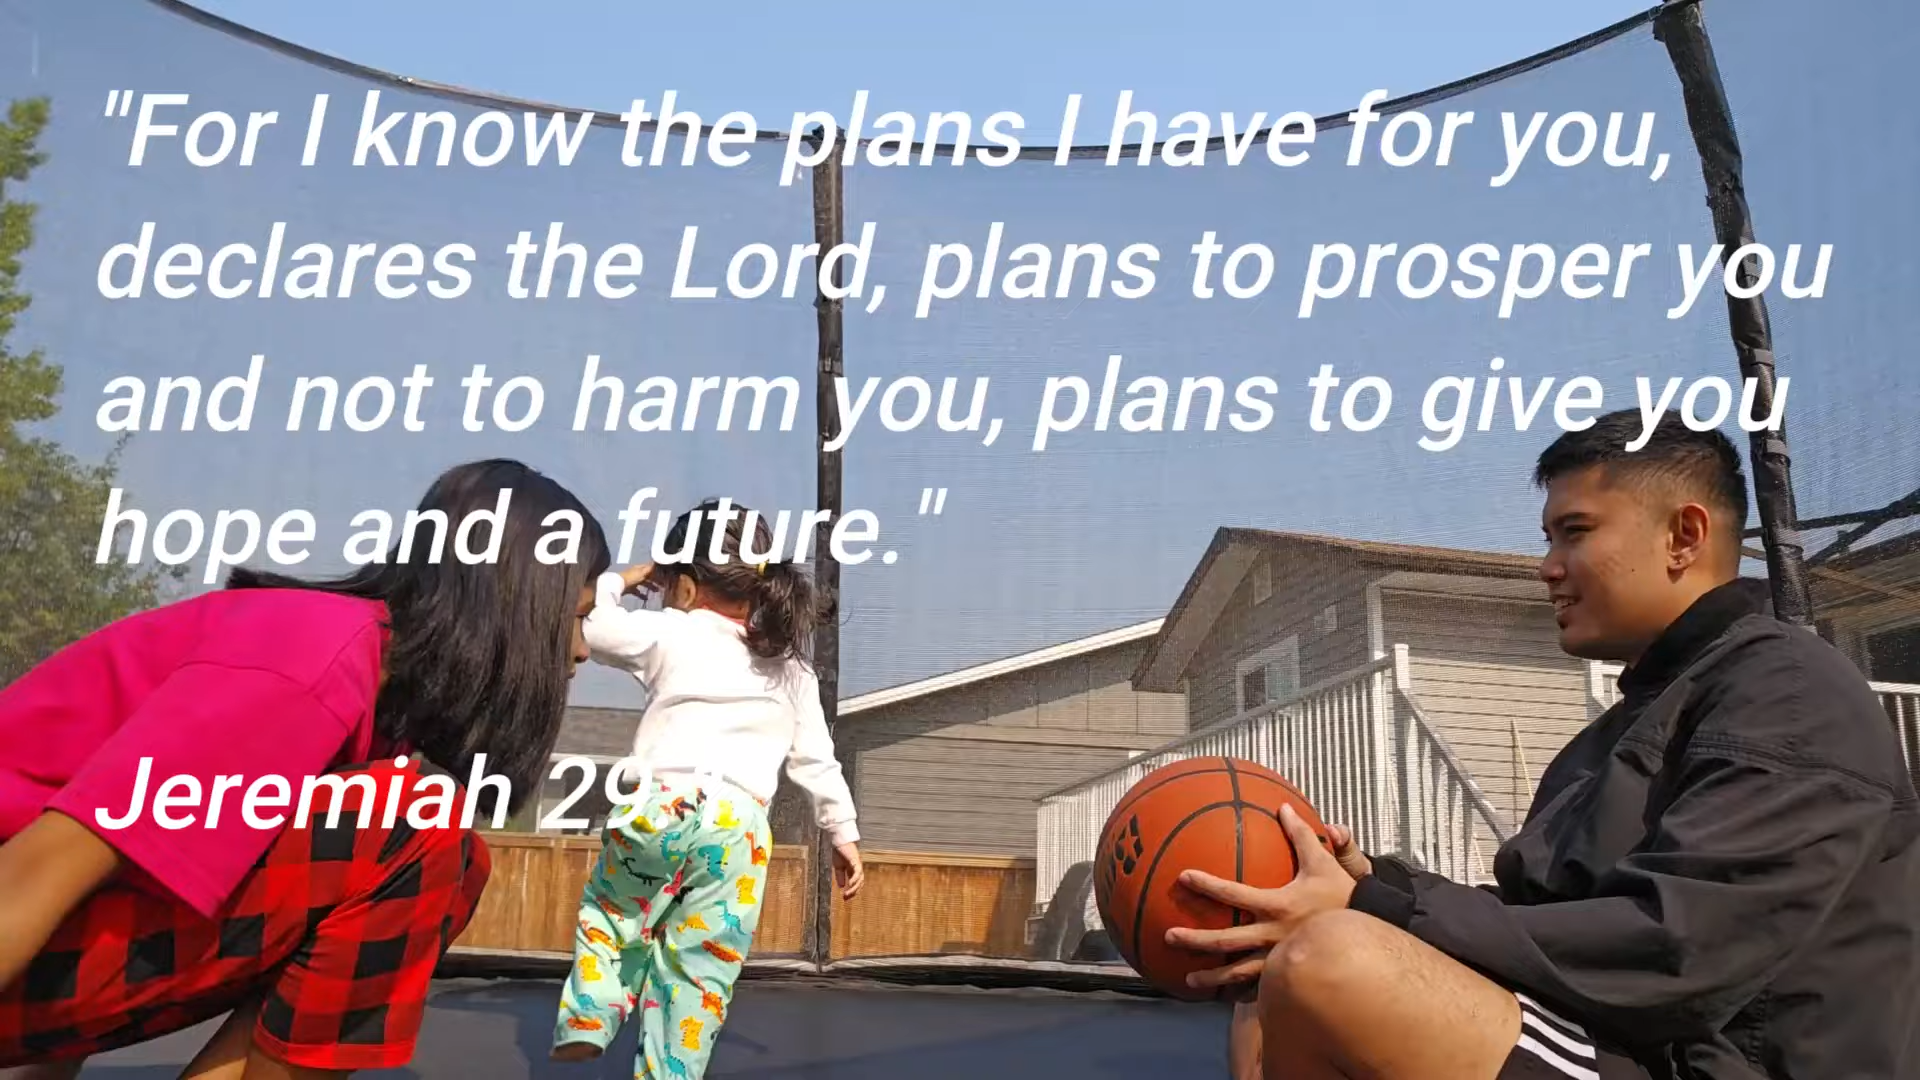 "For I know the plans I have for you,
declares the Lord, plans to prosper you
and not to harm you, plans to give you
hope and a future."
Jeremiah